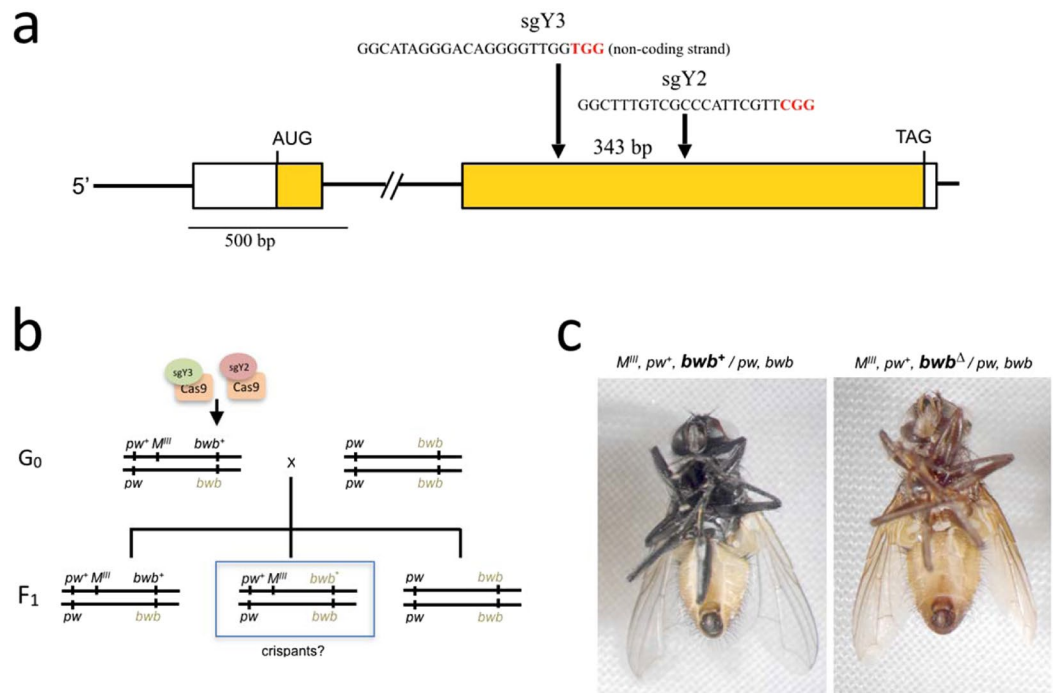 a
sgY3
GGCATAGGGACAGGGGTTGGTGG (non-coding strand)
sgY2
GGCTTTGTCGCCCATTCGTTCGG
343 bp
AUG
TAG
5’
500 bp
b
sgY3
Cas9
sgY2
Cas9
G0
pw+ MIII bwb+
pw bwb
x
pw bwb
pw bwb
F1
pw+ MIII bwb+
pw bwb
pw+ MIII bwb*
pw bwb
pw bwb
pw bwb
crispants?
c
MIII, pw+, bwb+ / pw, bwb
MIII, pw+, bwbΔ / pw, bwb